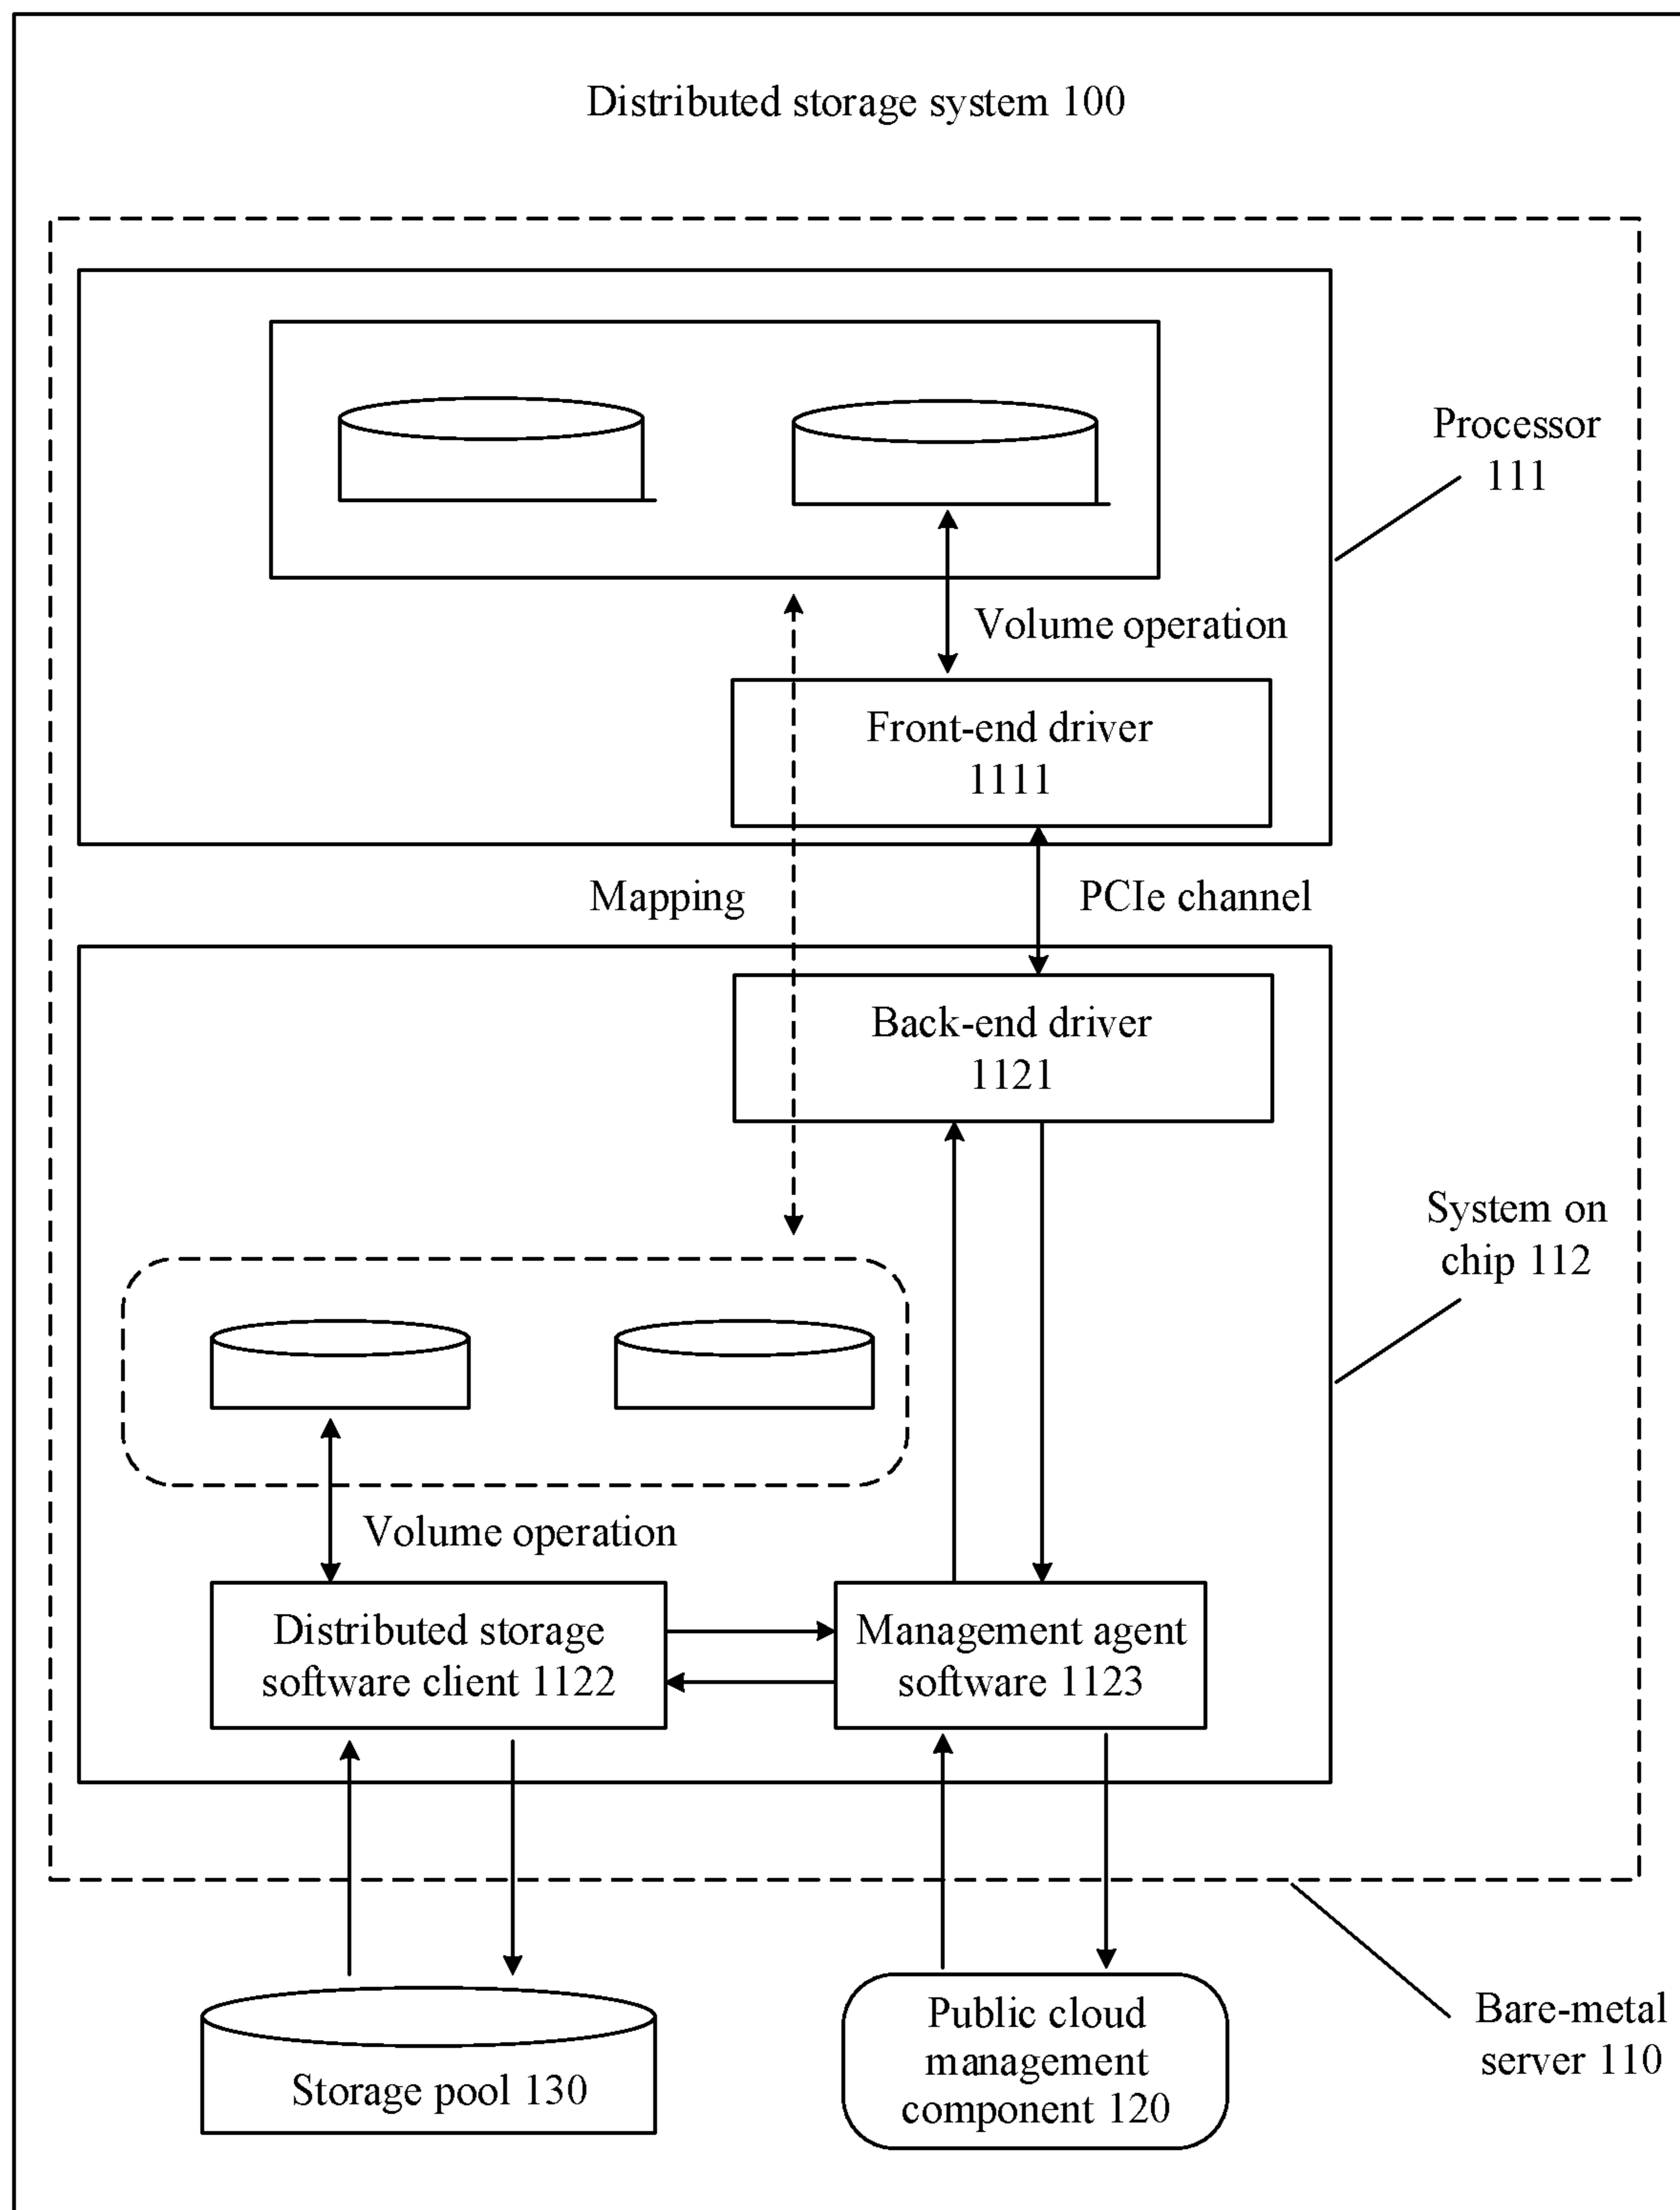 Distributed storage system 100
Processor
111
Volume operation
Front-end driver
1111
Mapping
PCIe channel
Back-end driver
1121
System on
chip 112
Volume operation
Distributed storage
software client 1122
Management agent
software 1123
Storage pool 130
Public cloud
management
component 120
Bare-metal
server 110